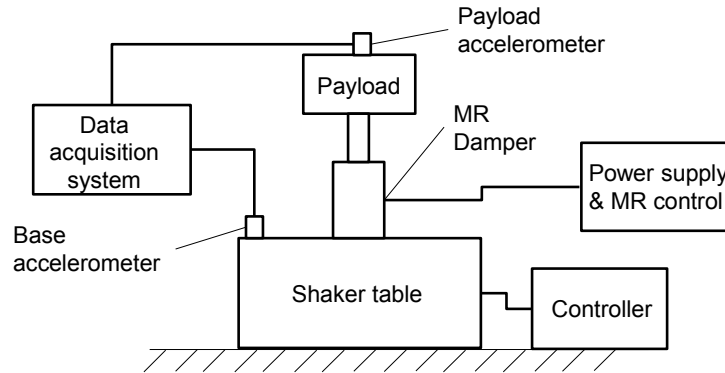 Payload
accelerometer
Payload
MR
Damper
Data
acquisition
system
Power supply
& MR control
Base
accelerometer
Shaker table
Controller